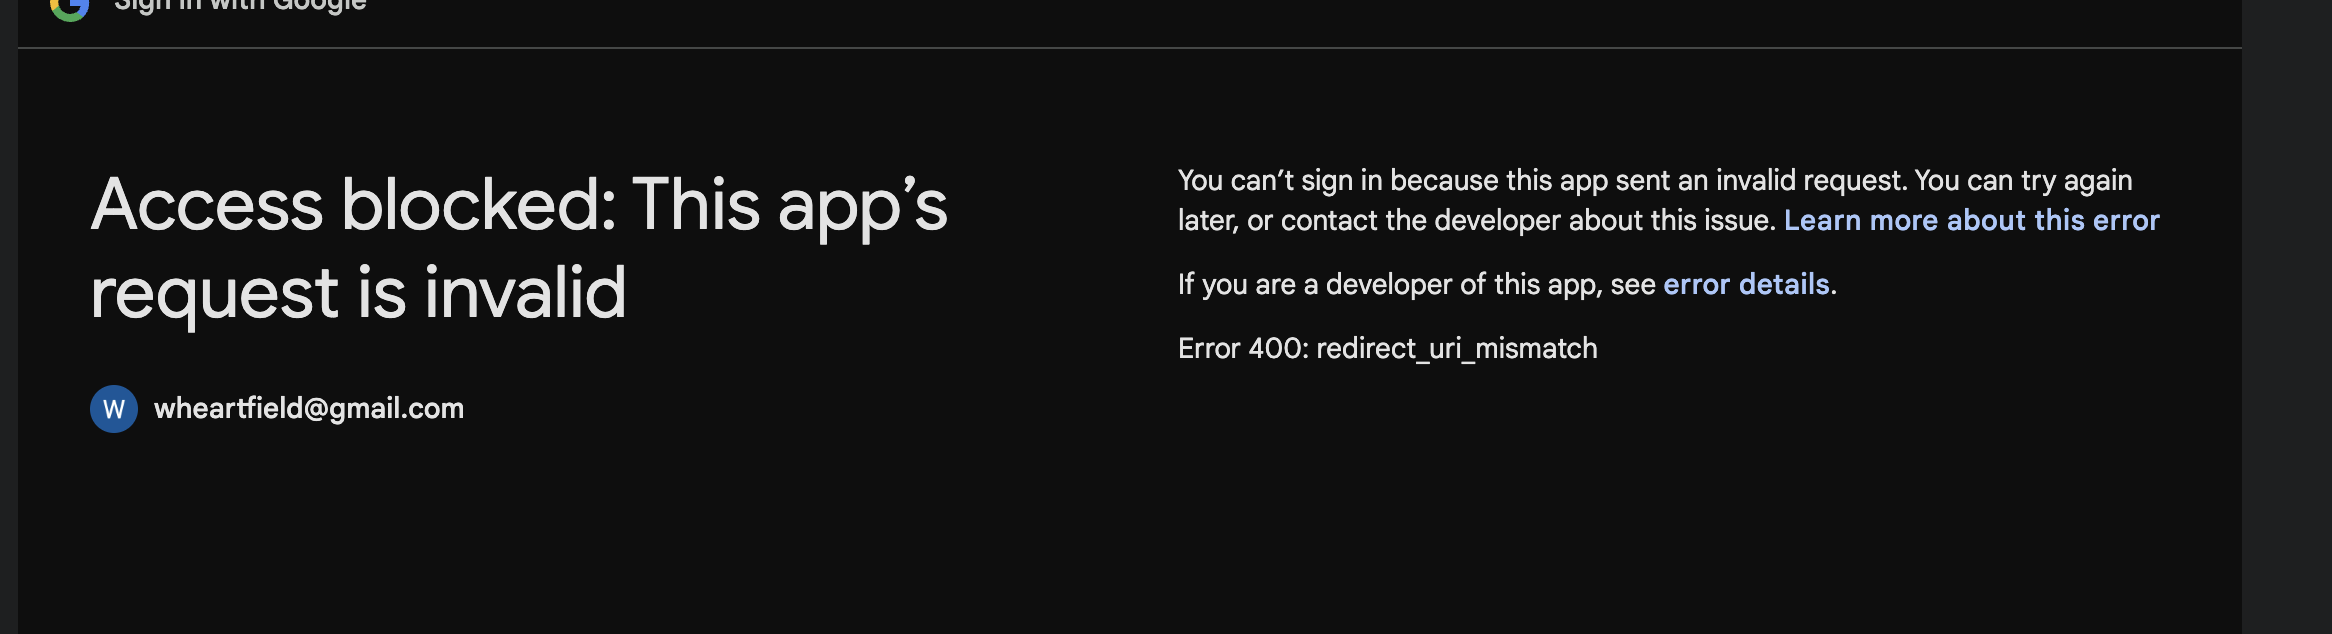 Sign in with Google
Access blocked: This app’s
request is invalid
W wheartfield@gmail.com
You can’t sign in because this app sent an invalid request. You can try again
later, or contact the developer about this issue. Learn more about this error
If you are a developer of this app, see error details.
Error 400: redirect_uri_mismatch